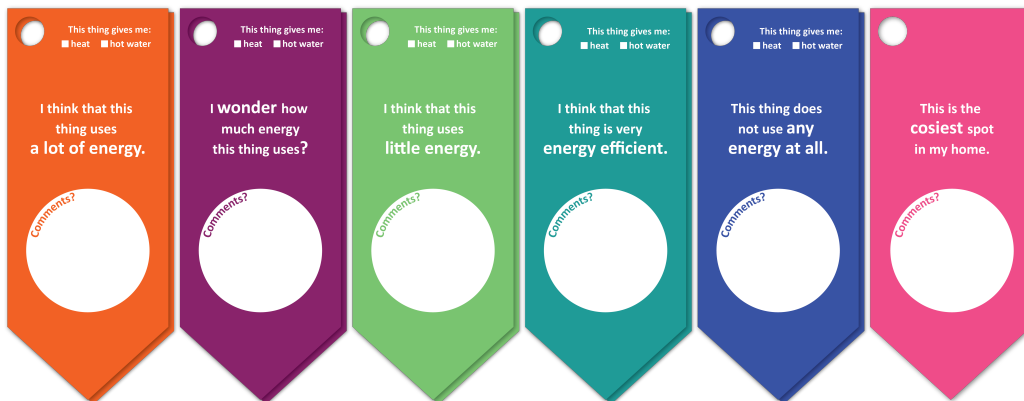 This thing gives me:
heat hot water
I think that this
thing uses
a lot of energy.
Comments?
This thing gives me:
heat hot water
I wonder how
much energy
this thing uses?
Comments?
This thing gives me:
heat hot water
I think that this
thing uses
little energy.
Comments?
This thing gives me:
heat hot water
I think that this
thing is very
energy efficient.
Comments?
This thing gives me:
heat hot water
This thing does
not use any
energy at all.
Comments?
This is the
cosiest spot
in my home.
Comments?